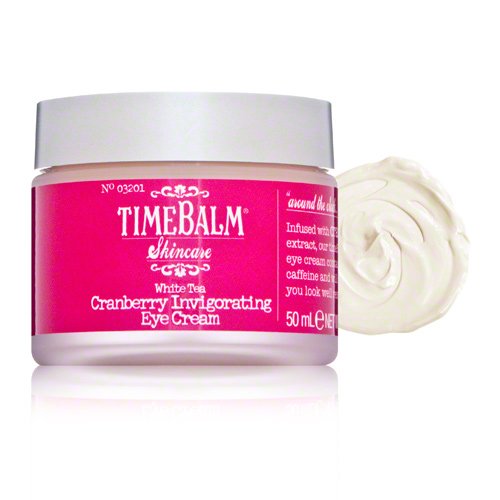 Nº 03201
TIMEBALM®
Skincare
White Tea
Cranberry Invigorating
Eye Cream
"around the
Infused with
extract, our
eye cream
caffeine and
you look well
50 mL ℮ NET